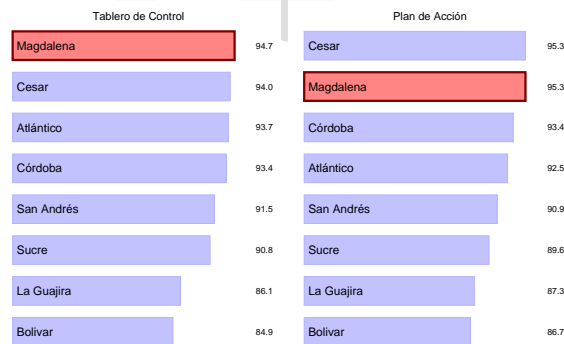 Tablero de Control
Magdalena 94.7
Cesar 94.0
Atlántico 93.7
Córdoba 93.4
San Andrés 91.5
Sucre 90.8
La Guajira 86.1
Bolivar 84.9
Plan de Acción
Cesar 95.3
Magdalena 95.3
Córdoba 93.4
Atlántico 92.5
San Andrés 90.9
Sucre 89.6
La Guajira 87.3
Bolivar 86.7